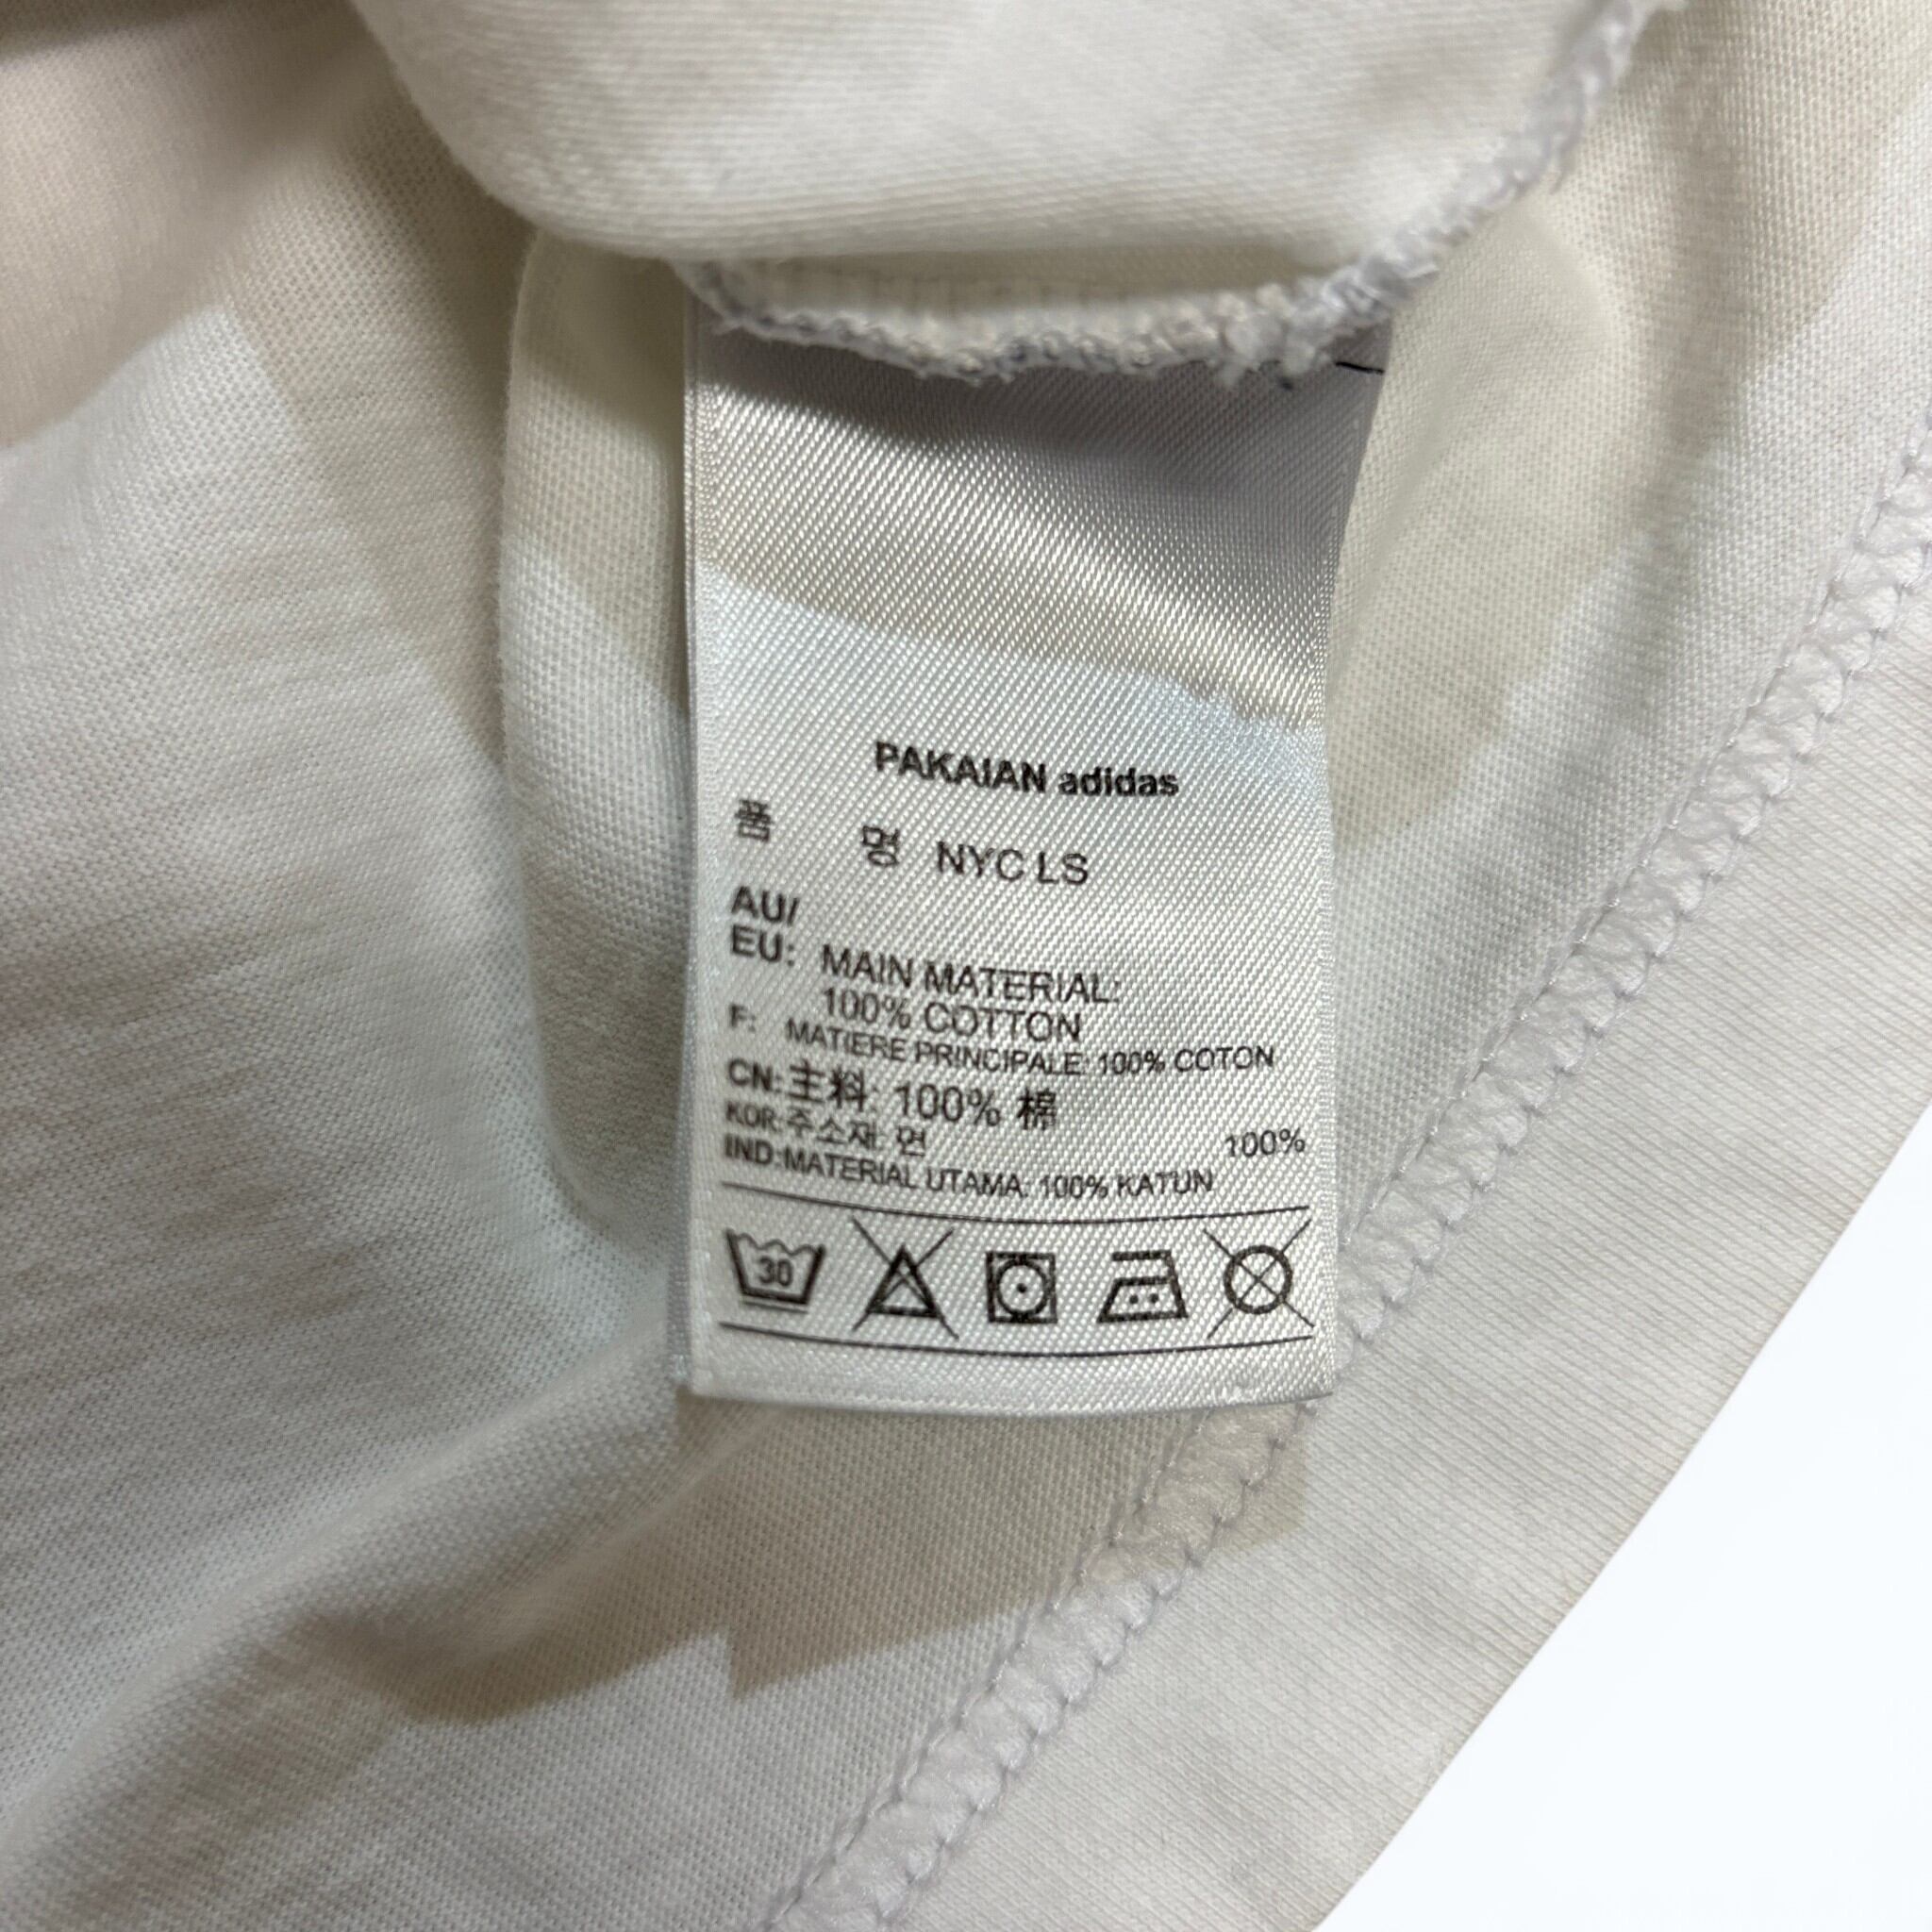 PAKAIAN adidas
품 명 NYC LS
AU/
EU: MAIN MATERIAL:
100% COTTON
F: MATIERE PRINCIPALE: 100% COTON
CN: 主料: 100% 棉
KOR: 주소재: 면 100%
IND: MATERIAL UTAMA: 100% KATUN
30